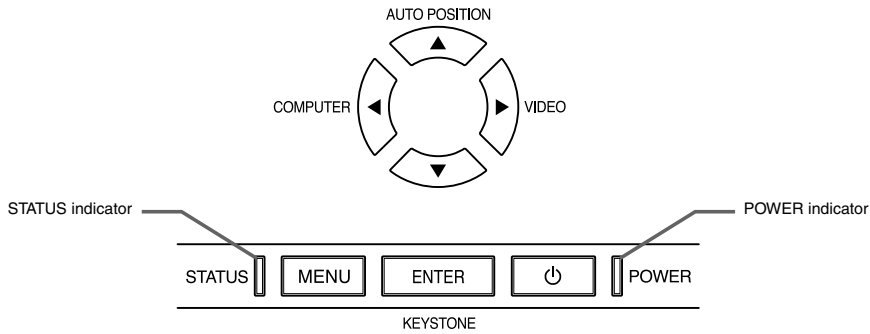 AUTO POSITION
COMPUTER
VIDEO
STATUS indicator
POWER indicator
STATUS
MENU
ENTER
POWER
KEYSTONE